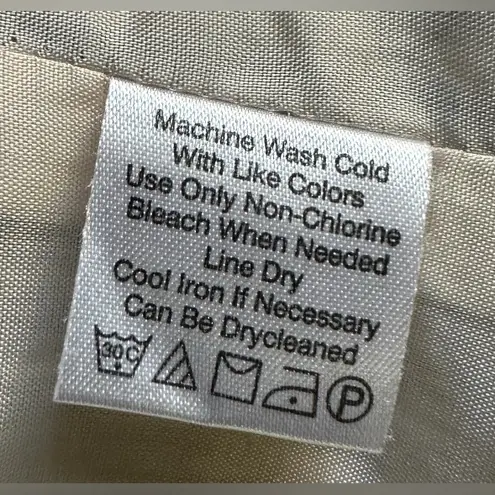 Machine Wash Cold
With Like Colors
Use Only Non-Chlorine
Bleach When Needed
Line Dry
Cool Iron If Necessary
Can Be Drycleaned
30C P